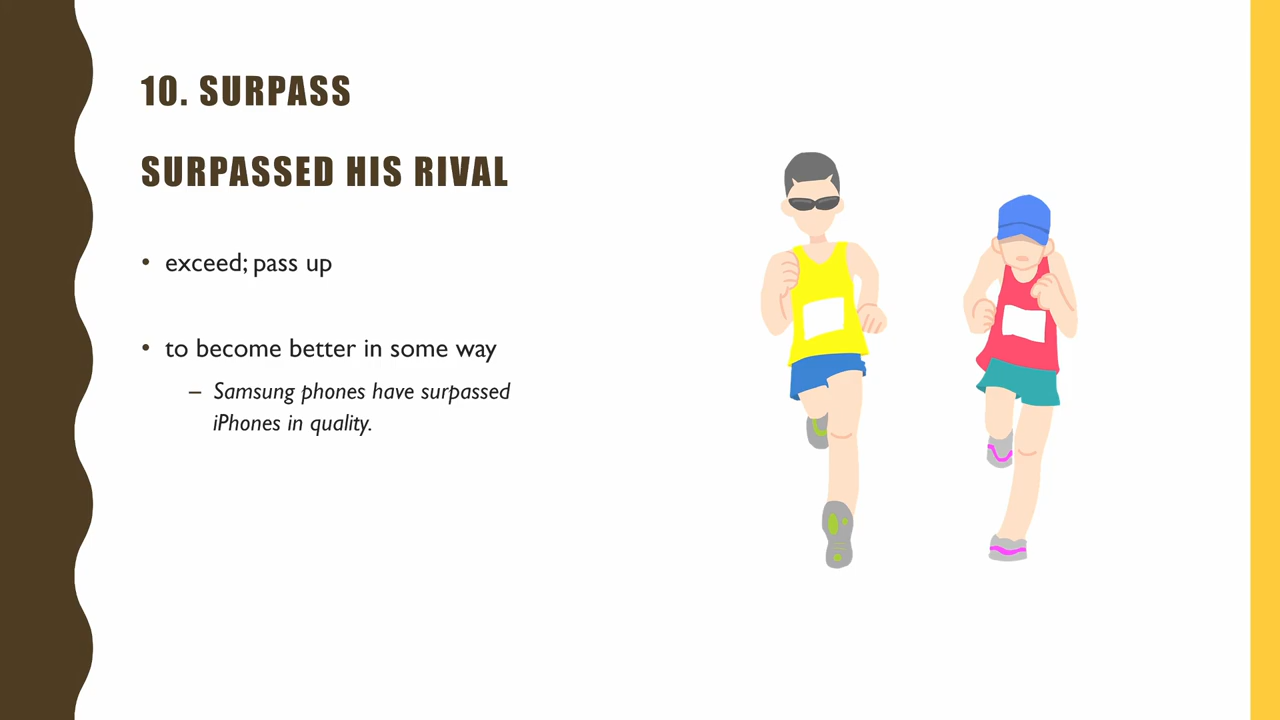 10. SURPASS
SURPASSED HIS RIVAL
• exceed; pass up
• to become better in some way
– Samsung phones have surpassed
iPhones in quality.